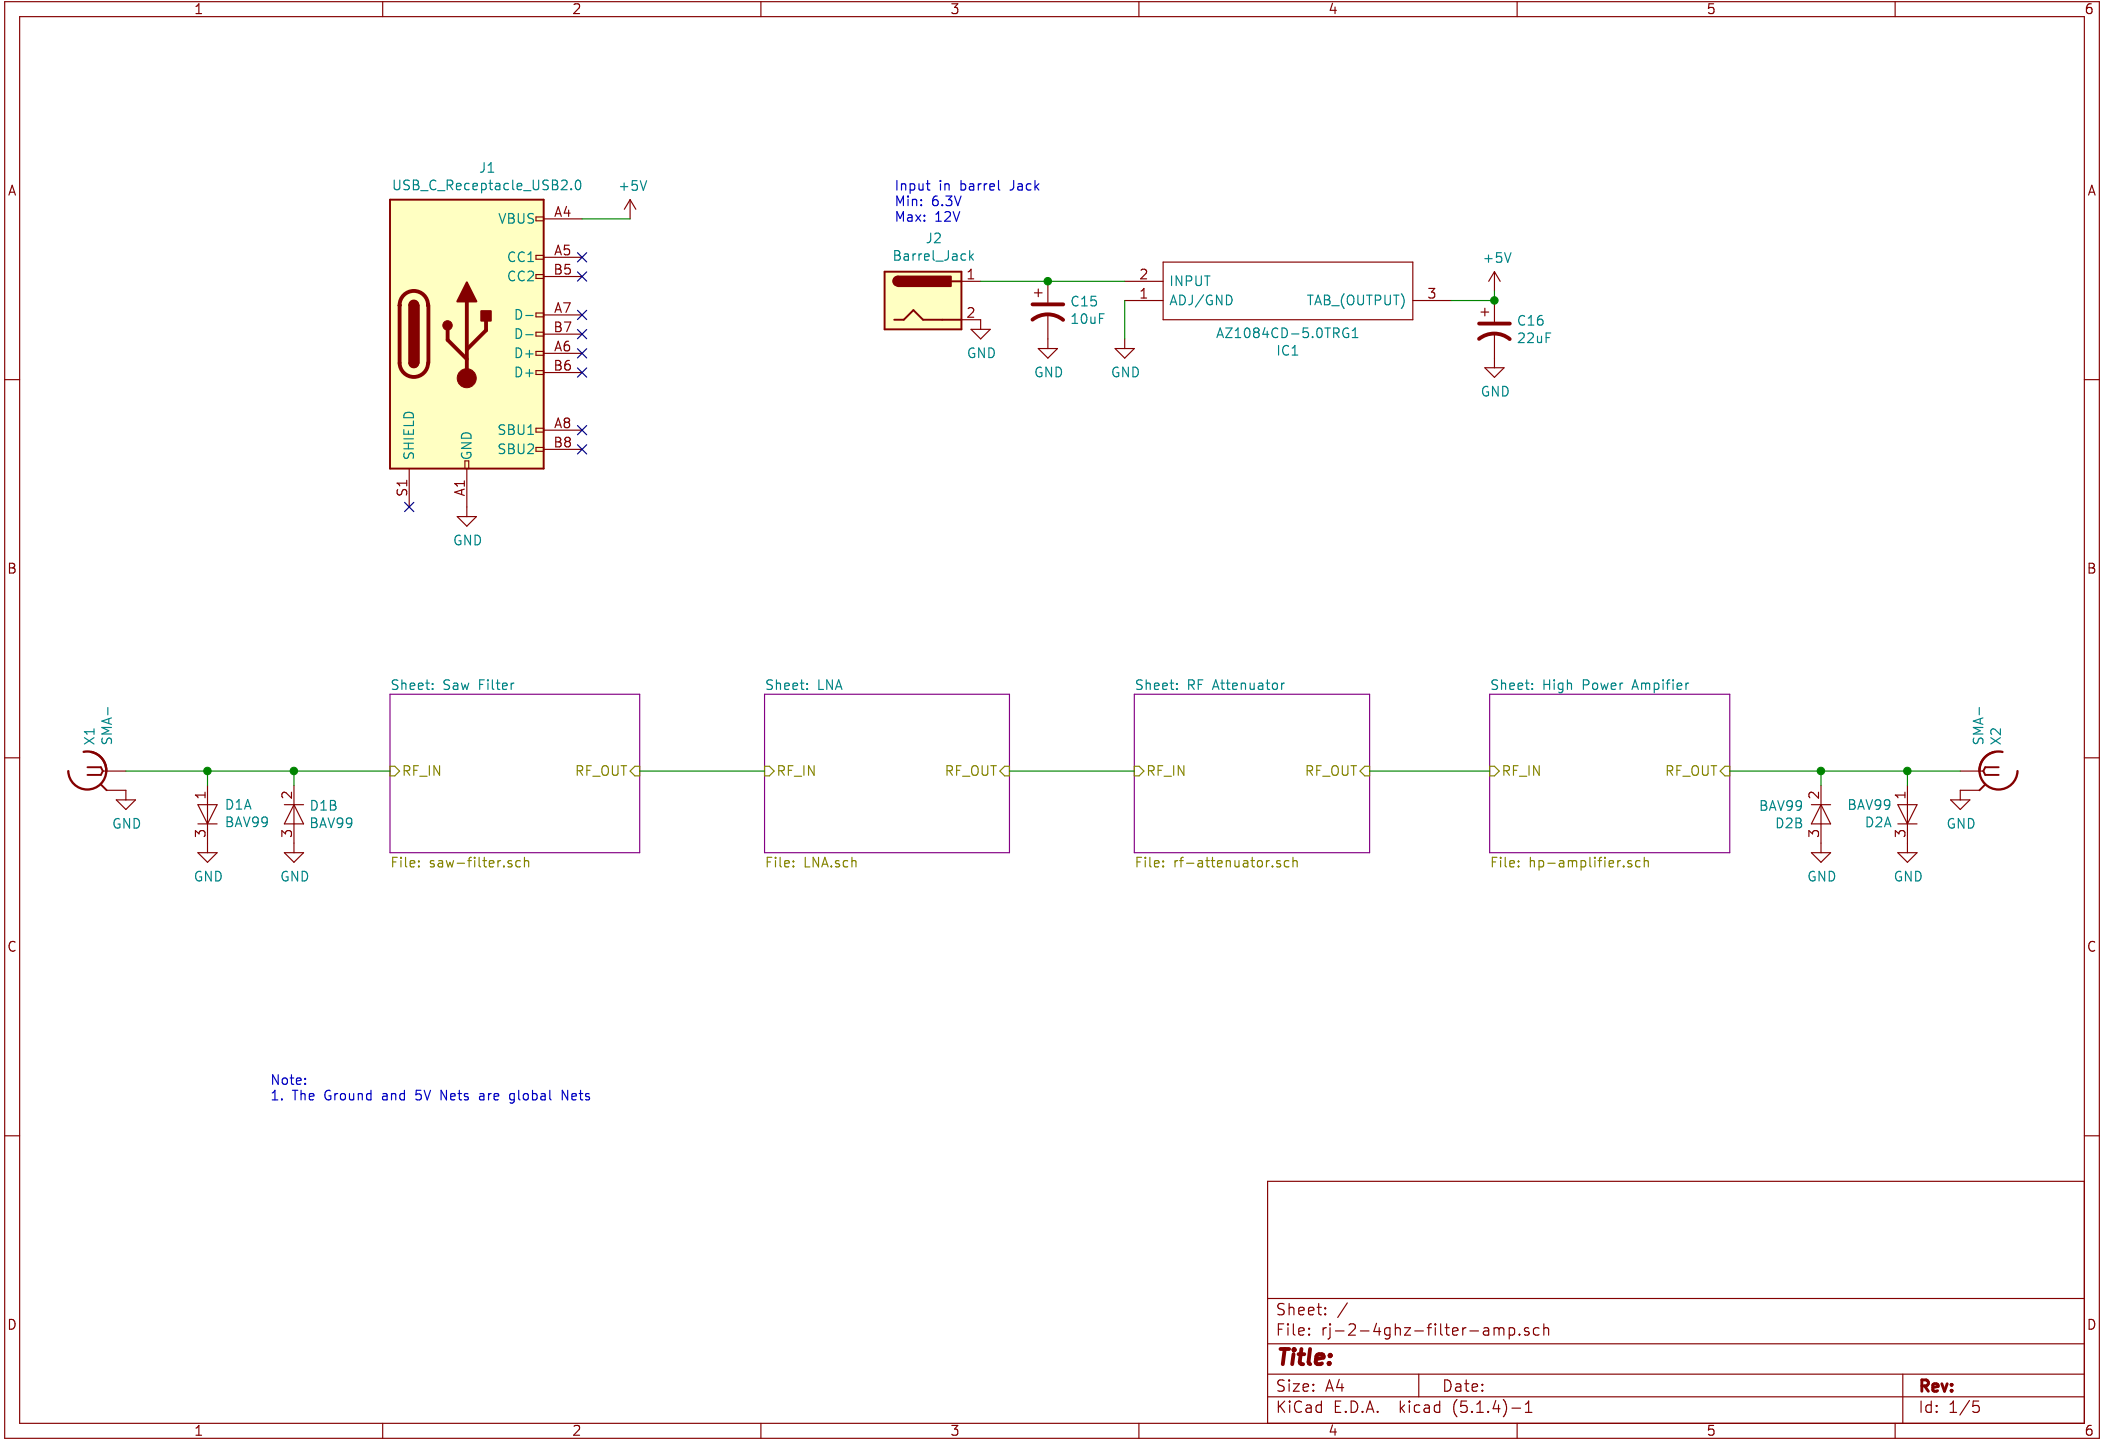 1 2 3 4 5 6
A A
J1
USB_C_Receptacle_USB2.0
+5V
VBUS A4
CC1 A5
CC2 B5
D- A7
D- B7
D+ A6
D+ B6
SBU1 A8
SBU2 B8
SHIELD
GND
S1
A1
GND
Input in barrel Jack
Min: 6.3V
Max: 12V
J2
Barrel_Jack
1
2
GND
+
C15
10uF
GND
2 INPUT
1 ADJ/GND
TAB_(OUTPUT) 3
AZ1084CD-5.0TRG1
IC1
GND
+5V
+
C16
22uF
GND
B B
X1
SMA-
GND
1
D1A
BAV99
3
GND
2
D1B
BAV99
3
GND
Sheet: Saw Filter
RF_IN RF_OUT
File: saw-filter.sch
Sheet: LNA
RF_IN RF_OUT
File: LNA.sch
Sheet: RF Attenuator
RF_IN RF_OUT
File: rf-attenuator.sch
Sheet: High Power Ampifier
RF_IN RF_OUT
File: hp-amplifier.sch
2
BAV99
D2B
3
GND
1
BAV99
D2A
3
GND
SMA-
X2
GND
C C
Note:
1. The Ground and 5V Nets are global Nets
D D
Sheet: /
File: rj-2-4ghz-filter-amp.sch
Title:
Size: A4 Date: Rev:
KiCad E.D.A. kicad (5.1.4)-1 Id: 1/5
1 2 3 4 5 6